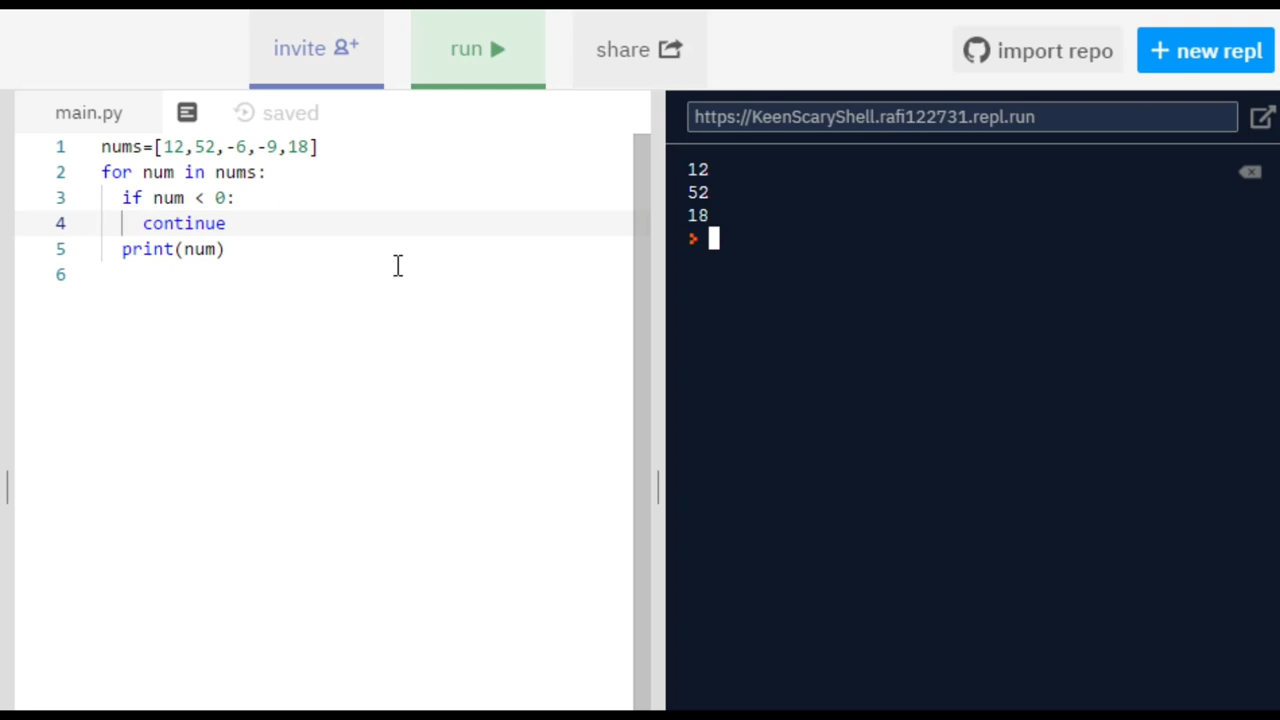 invite
run
share
import repo
+ new repl
main.py
saved
https://KeenScaryShell.rafi122731.repl.run
1 nums=[12,52,-6,-9,18]
2 for num in nums:
3 if num < 0:
4 continue
5 print(num)
6
12
52
18
>